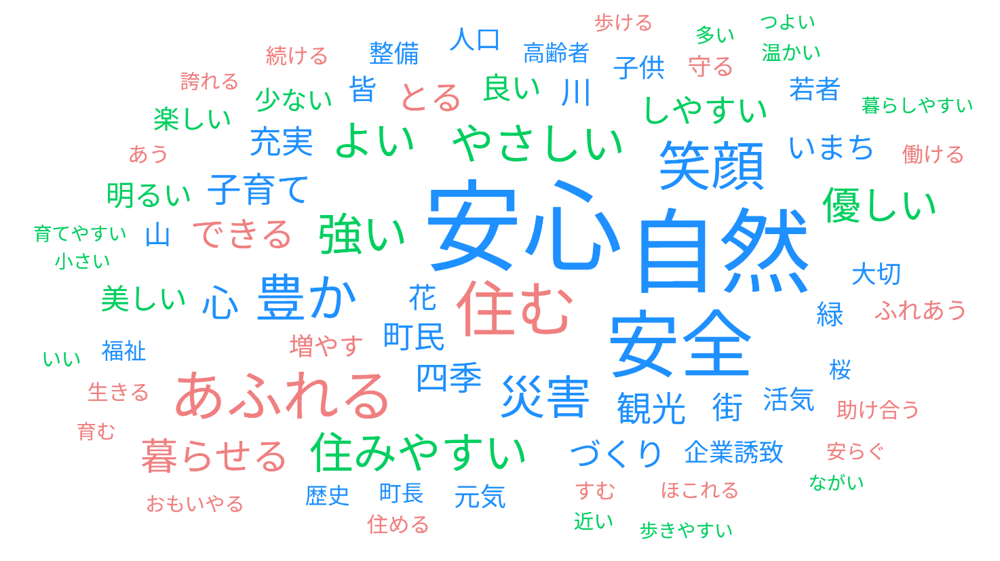 歩ける
つよい
多い
人口
続ける
整備
高齢者
温かい
子供
守る
誇れる
皆
とる
良い
川
若者
少ない
楽しい
しやすい
暮らしやすい
充実
よい
やさしい
笑顔
いまち
働ける
あう
明るい
子育て
安心
優しい
育てやすい
山
できる
強い
自然
小さい
美しい
心
豊か
花
住む
大切
緑
ふれあう
いい
福祉
増やす
町民
安全
桜
生きる
あふれる
四季
災害
観光
街
活気
助け合う
育む
暮らせる
住みやすい
づくり
企業誘致
安らぐ
おもいやる
歴史
町長
元気
すむ
ほこれる
ながい
住める
近い
歩きやすい